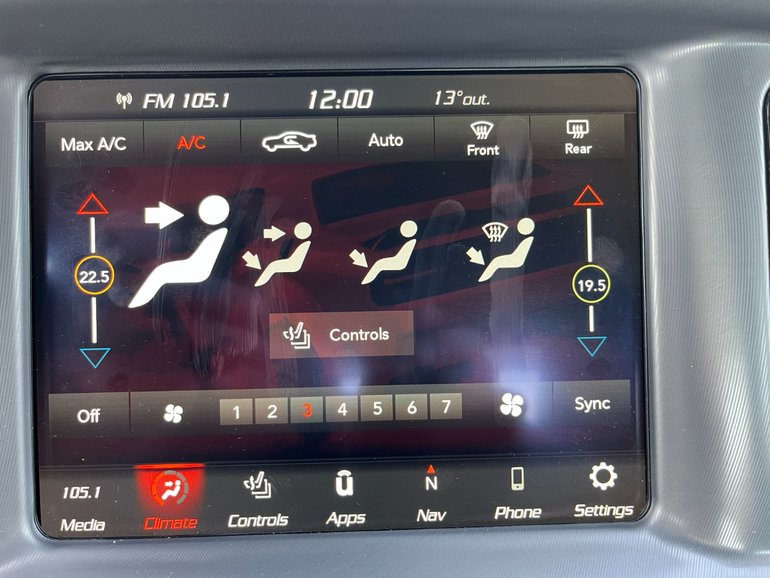 FM 105.1 12:00 13°out.
Max A/C A/C Auto Front Rear
22.5 19.5
Controls
Off 1 2 3 4 5 6 7 Sync
105.1 N
Media Climate Controls Apps Nav Phone Settings